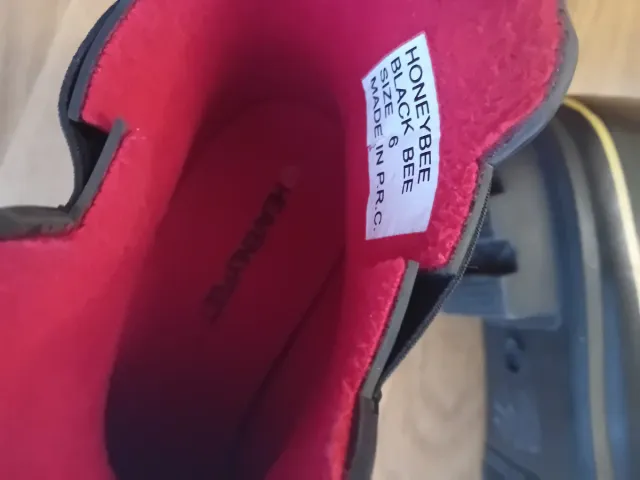 HONEYBEE
BLACK BEE
SIZE 6
MADE IN P.R.C.